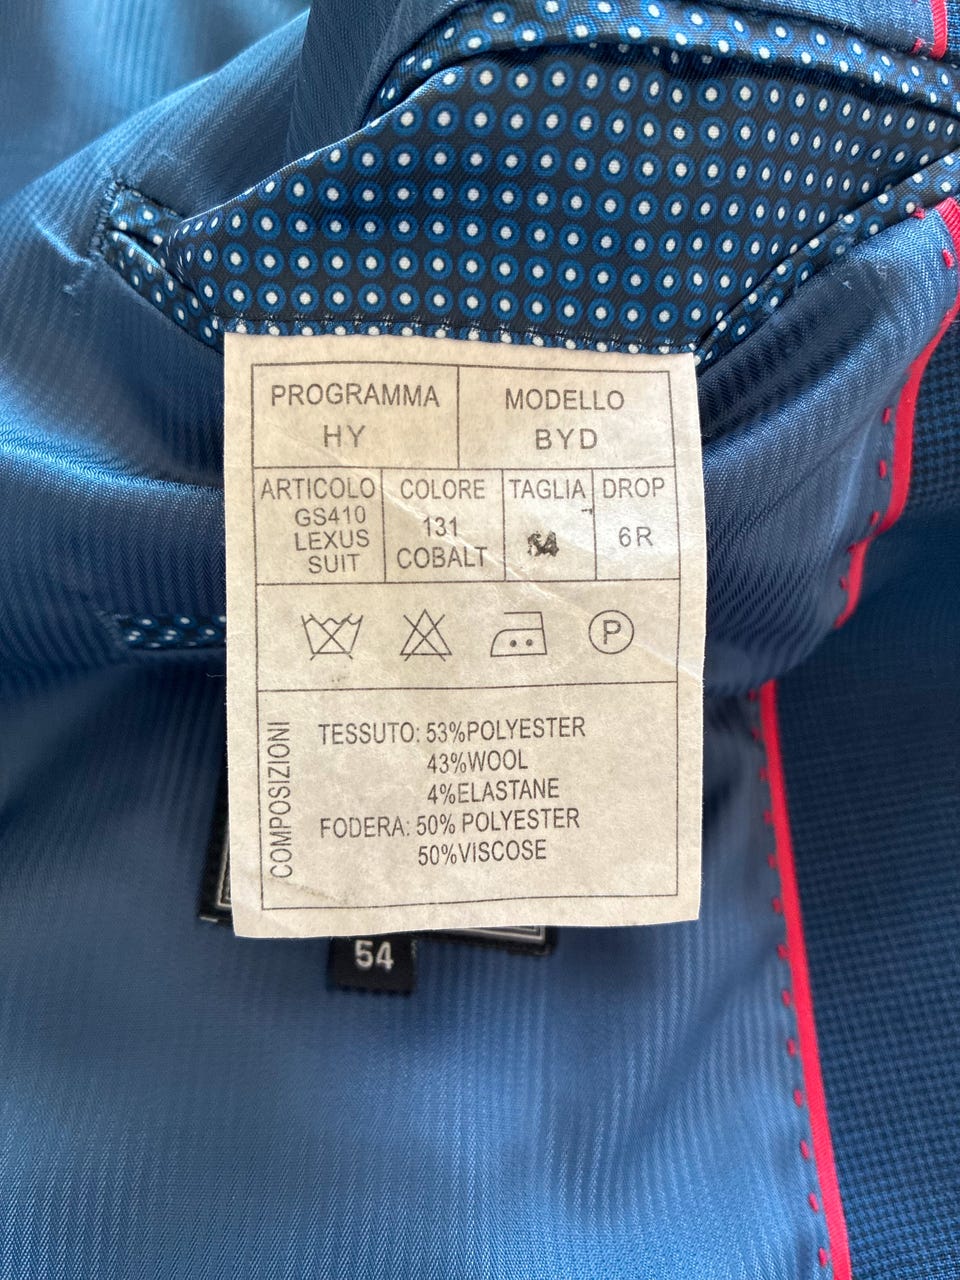 PROGRAMMA
HY
MODELLO
BYD
ARTICOLO
GS410
LEXUS
SUIT
COLORE
131
COBALT
TAGLIA
54
DROP
6R
P
COMPOSIZIONI
TESSUTO: 53%POLYESTER
43%WOOL
4%ELASTANE
FODERA: 50% POLYESTER
50%VISCOSE
54